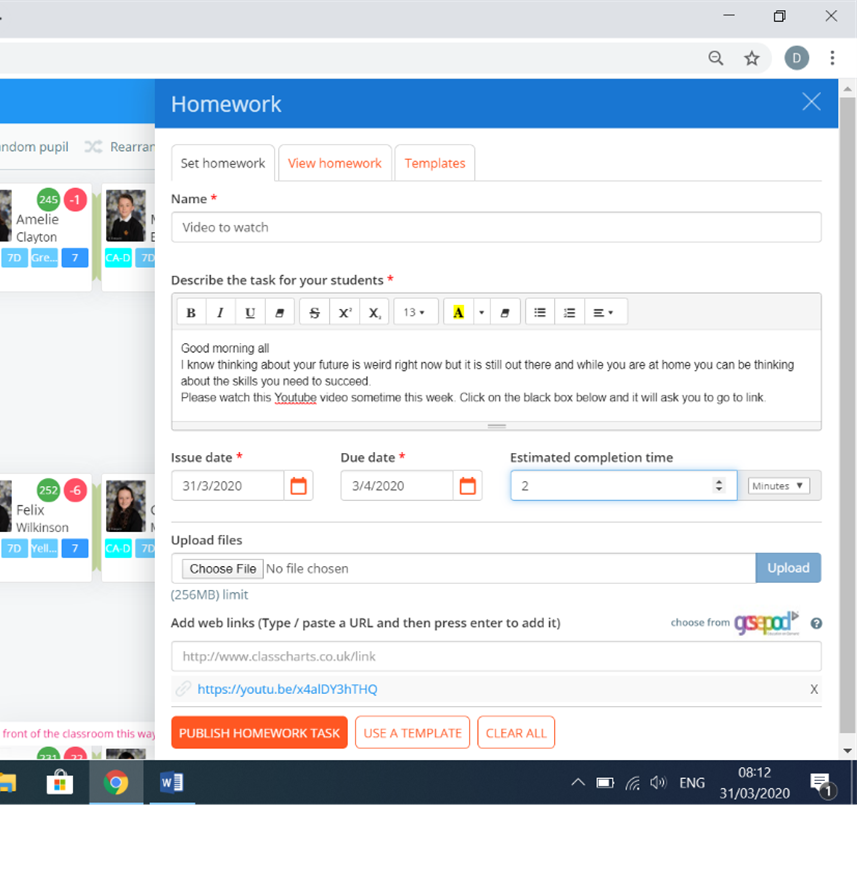 D
Homework
ndom pupil
Rearran
Set homework
View homework
Templates
Name *
Video to watch
245
-1
Amelie
Clayton
7D
Gre...
7
CA-D
7D
Describe the task for your students *
B I U S X² X₂ 13 A
Good morning all
I know thinking about your future is weird right now but it is still out there and while you are at home you can be thinking
about the skills you need to succeed.
Please watch this Youtube video sometime this week. Click on the black box below and it will ask you to go to link.
Issue date *
Due date *
Estimated completion time
31/3/2020
3/4/2020
2
Minutes
252
-6
Felix
Wilkinson
7D
Yell...
7
CA-D
7D
Upload files
Choose File No file chosen
Upload
(256MB) limit
Add web links (Type / paste a URL and then press enter to add it)
choose from gcsepod
?
http://www.classcharts.co.uk/link
https://youtu.be/x4alDY3hTHQ
X
PUBLISH HOMEWORK TASK
USE A TEMPLATE
CLEAR ALL
front of the classroom this way
W
ENG
08:12
31/03/2020
1